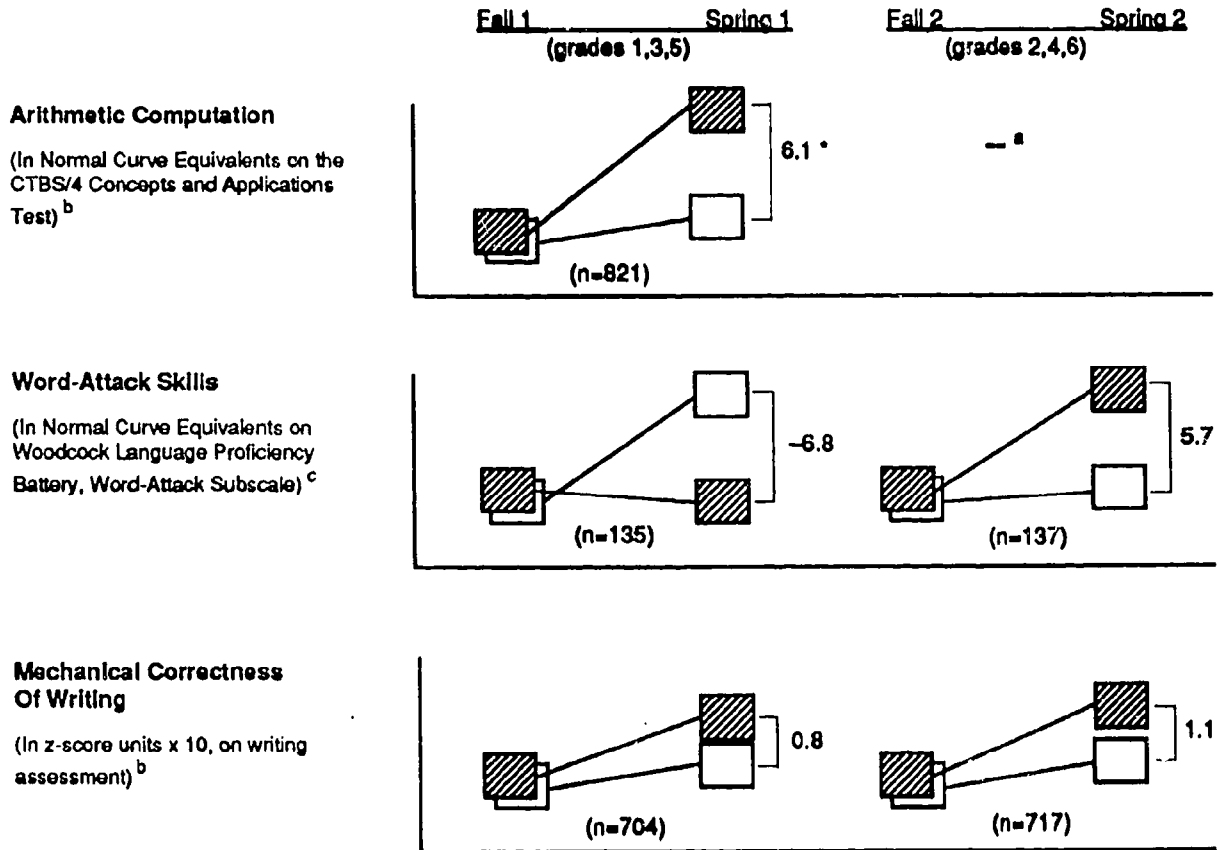 Fall 1 Spring 1 Fall 2 Spring 2
(grades 1,3,5) (grades 2,4,6)
Arithmetic Computation
(In Normal Curve Equivalents on the
CTBS/4 Concepts and Applications
Test) b
6.1 *
-- a
(n=821)
Word-Attack Skills
(In Normal Curve Equivalents on
Woodcock Language Proficiency
Battery, Word-Attack Subscale) c
–6.8
5.7
(n=135)
(n=137)
Mechanical Correctness
Of Writing
(In z-score units x 10, on writing
assessment) b
0.8
1.1
(n=704)
(n=717)